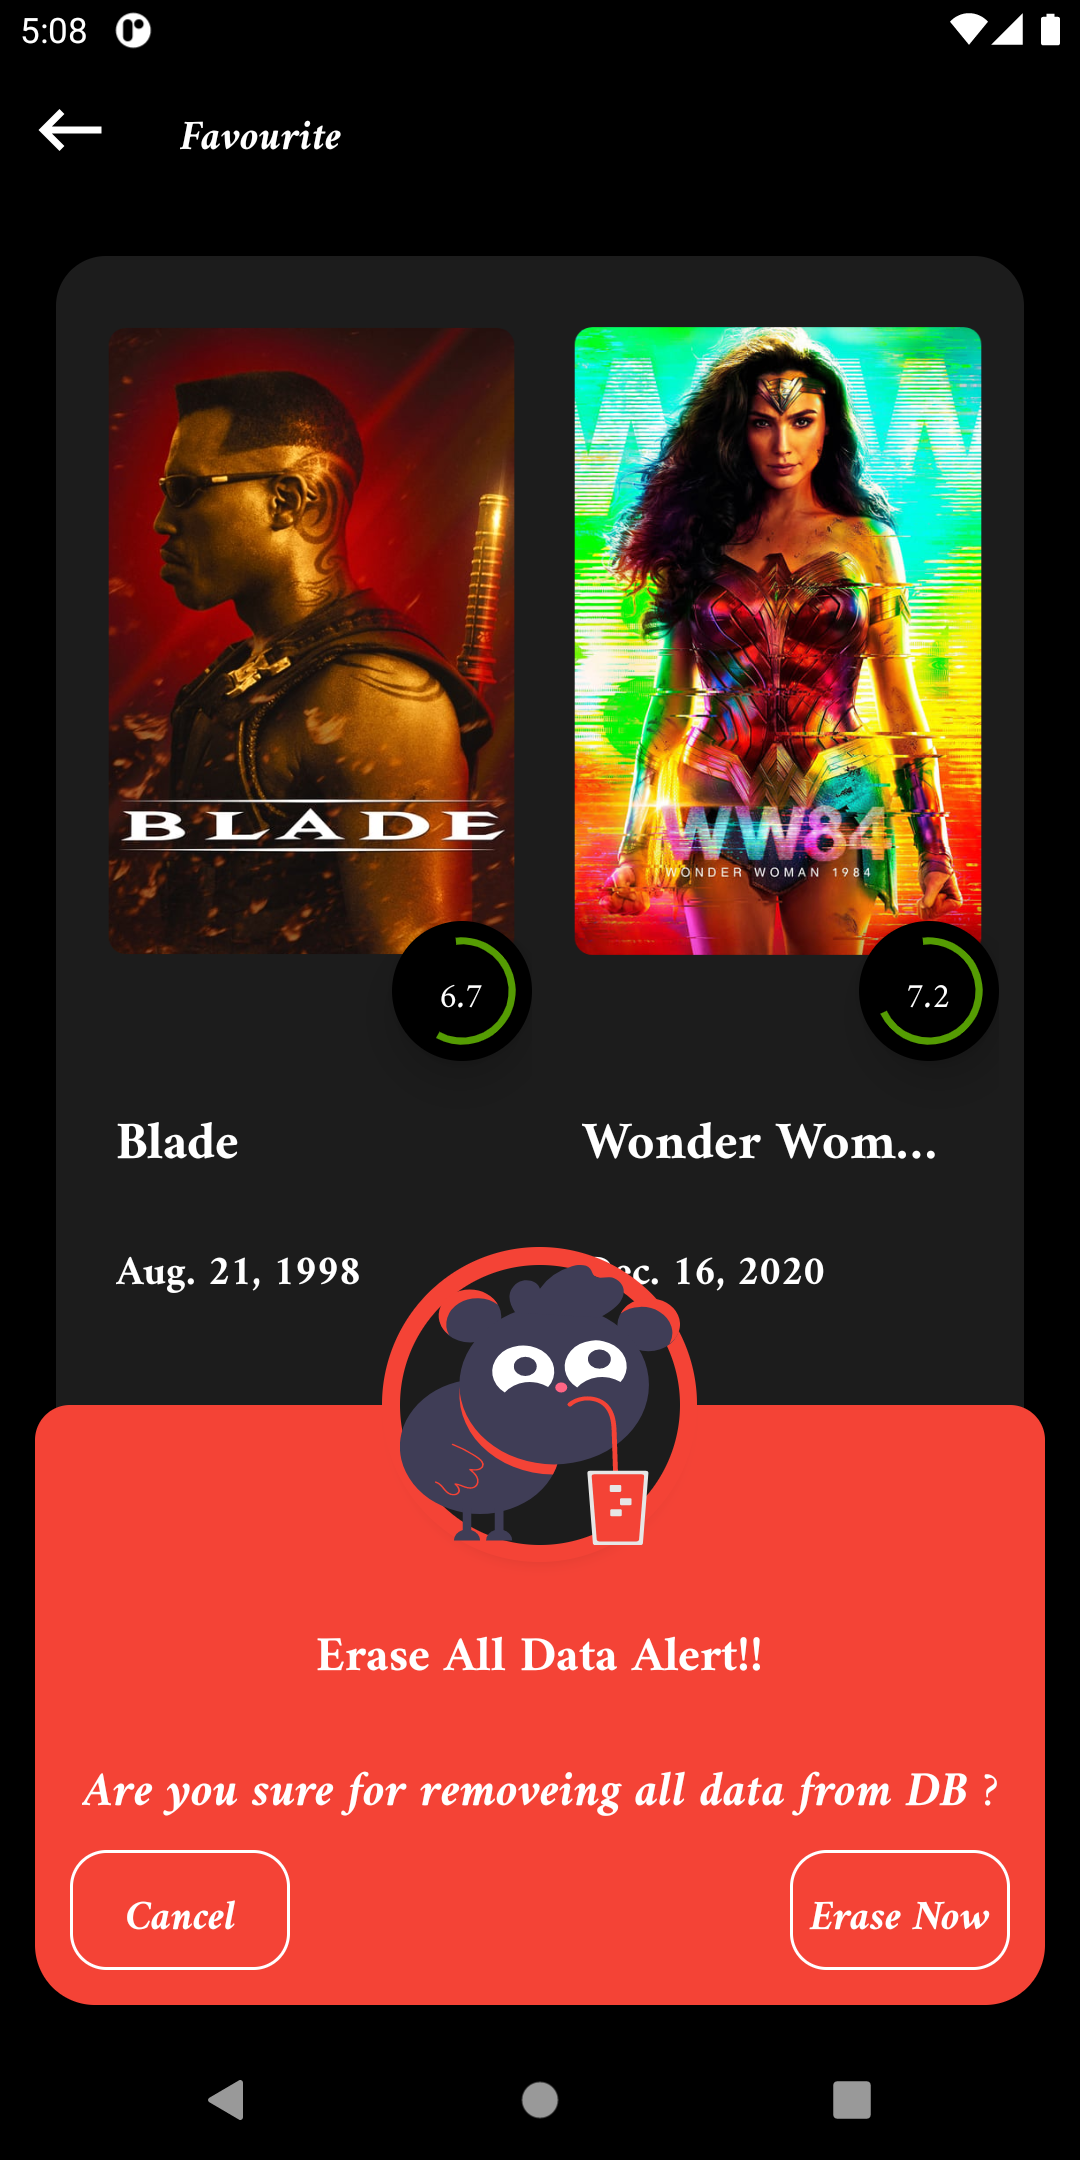 5:08
Favourite
BLADE
WW84
WONDER WOMAN 1984
6.7
7.2
Blade
Wonder Wom...
Aug. 21, 1998
Dec. 16, 2020
Erase All Data Alert!!
Are you sure for removeing all data from DB ?
Cancel
Erase Now